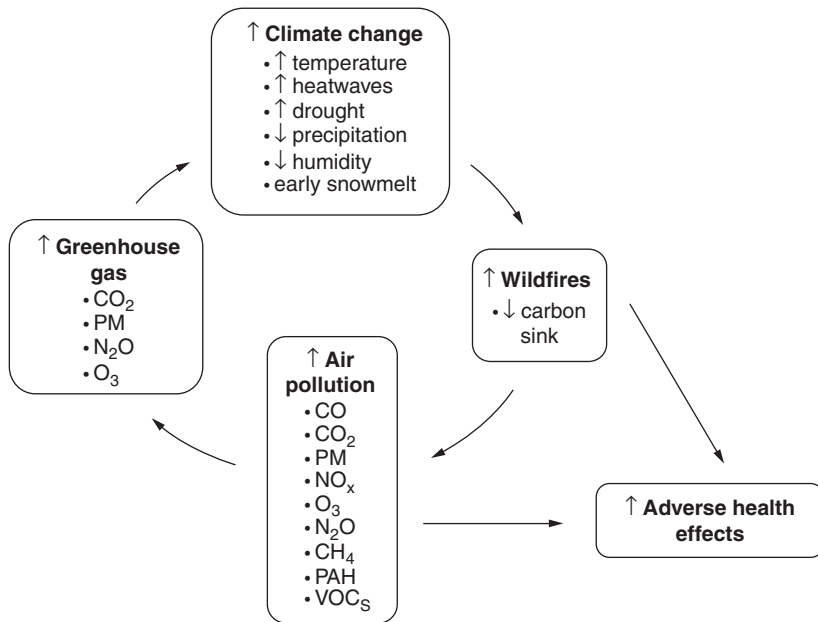 ↑ Climate change
• ↑ temperature
• ↑ heatwaves
• ↑ drought
• ↓ precipitation
• ↓ humidity
• early snowmelt
↑ Wildfires
• ↓ carbon
sink
↑ Air
pollution
• CO
• CO₂
• PM
• NOₓ
• O₃
• N₂O
• CH₄
• PAH
• VOCS
↑ Greenhouse
gas
• CO₂
• PM
• N₂O
• O₃
↑ Adverse health
effects